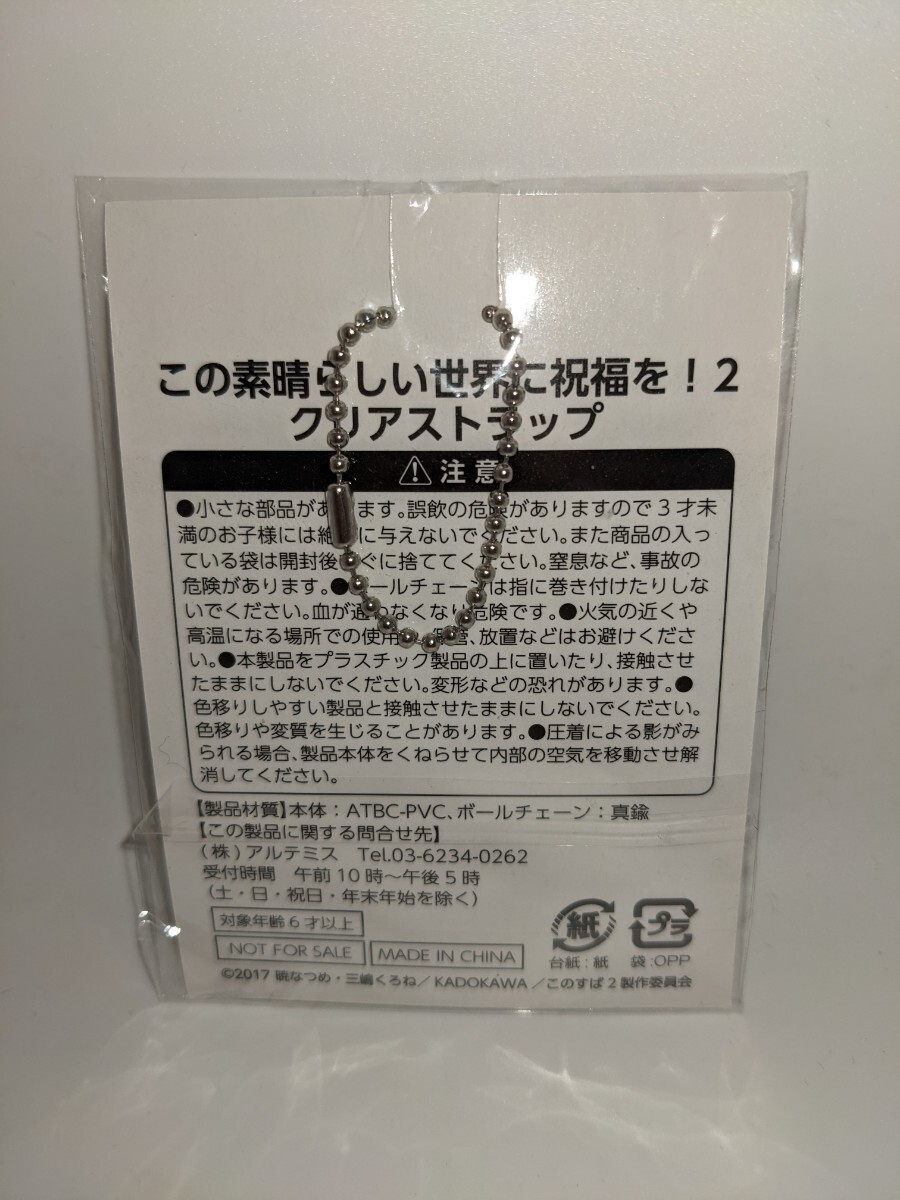 この素晴らしい世界に祝福を！2
クリアストラップ
注意
●小さな部品があります。誤飲の危険がありますので３才未
満のお子様には絶対に与えないでください。また商品の入っ
ている袋は開封後すぐに捨ててください。窒息など、事故の
危険があります。●ボールチェーンは指に巻き付けたりしな
いでください。血が通わなくなり危険です。●火気の近くや
高温になる場所での使用、保管、放置などはお避けくださ
い。●本製品をプラスチック製品の上に置いたり、接触させ
たままにしないでください。変形などの恐れがあります。●
色移りしやすい製品と接触させたままにしないでください。
色移りや変質を生じることがあります。●圧着による影がみ
られる場合、製品本体をくねらせて内部の空気を移動させ解
消してください。
【製品材質】本体：ATBC-PVC、ボールチェーン：真鍮
【この製品に関する問合せ先】
（株）アルテミス Tel.03-6234-0262
受付時間 午前10時～午後5時
（土・日・祝日・年末年始を除く）
対象年齢６才以上
NOT FOR SALE
MADE IN CHINA
紙
プラ
台紙：紙
袋：OPP
©2017 暁なつめ・三嶋くろね／KADOKAWA／このすば２製作委員会